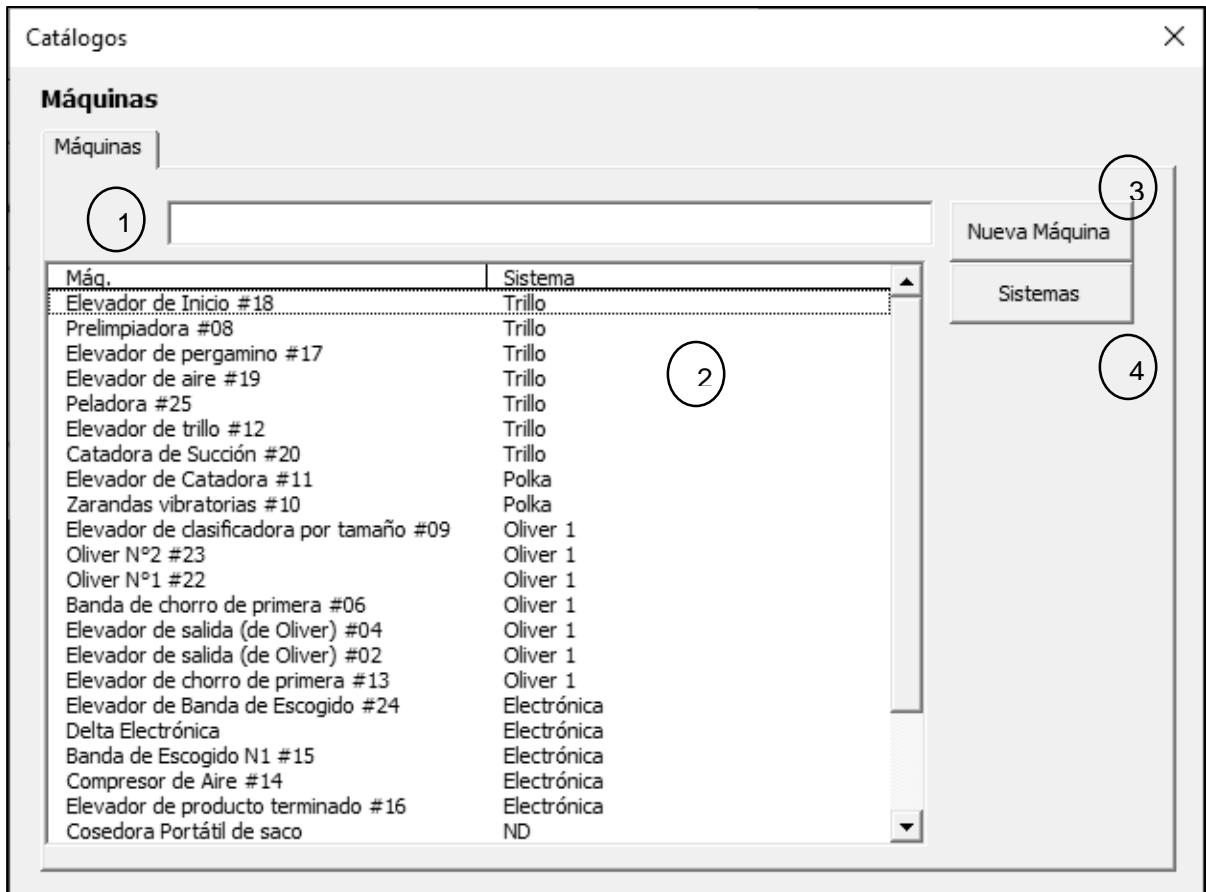 Catálogos
Máquinas
Máquinas
1
3
Nueva Máquina
Sistemas
Máq. Sistema
Elevador de Inicio #18 Trillo
Prelimpiadora #08 Trillo
Elevador de pergamino #17 Trillo
Elevador de aire #19 Trillo
Peladora #25 Trillo
Elevador de trillo #12 Trillo
Catadora de Succión #20 Trillo
Elevador de Catadora #11 Polka
Zarandas vibratorias #10 Polka
Elevador de clasificadora por tamaño #09 Oliver 1
Oliver Nº2 #23 Oliver 1
Oliver Nº1 #22 Oliver 1
Banda de chorro de primera #06 Oliver 1
Elevador de salida (de Oliver) #04 Oliver 1
Elevador de salida (de Oliver) #02 Oliver 1
Elevador de chorro de primera #13 Oliver 1
Elevador de Banda de Escogido #24 Electrónica
Delta Electrónica Electrónica
Banda de Escogido N1 #15 Electrónica
Compresor de Aire #14 Electrónica
Elevador de producto terminado #16 Electrónica
Cosedora Portátil de saco ND
2
4